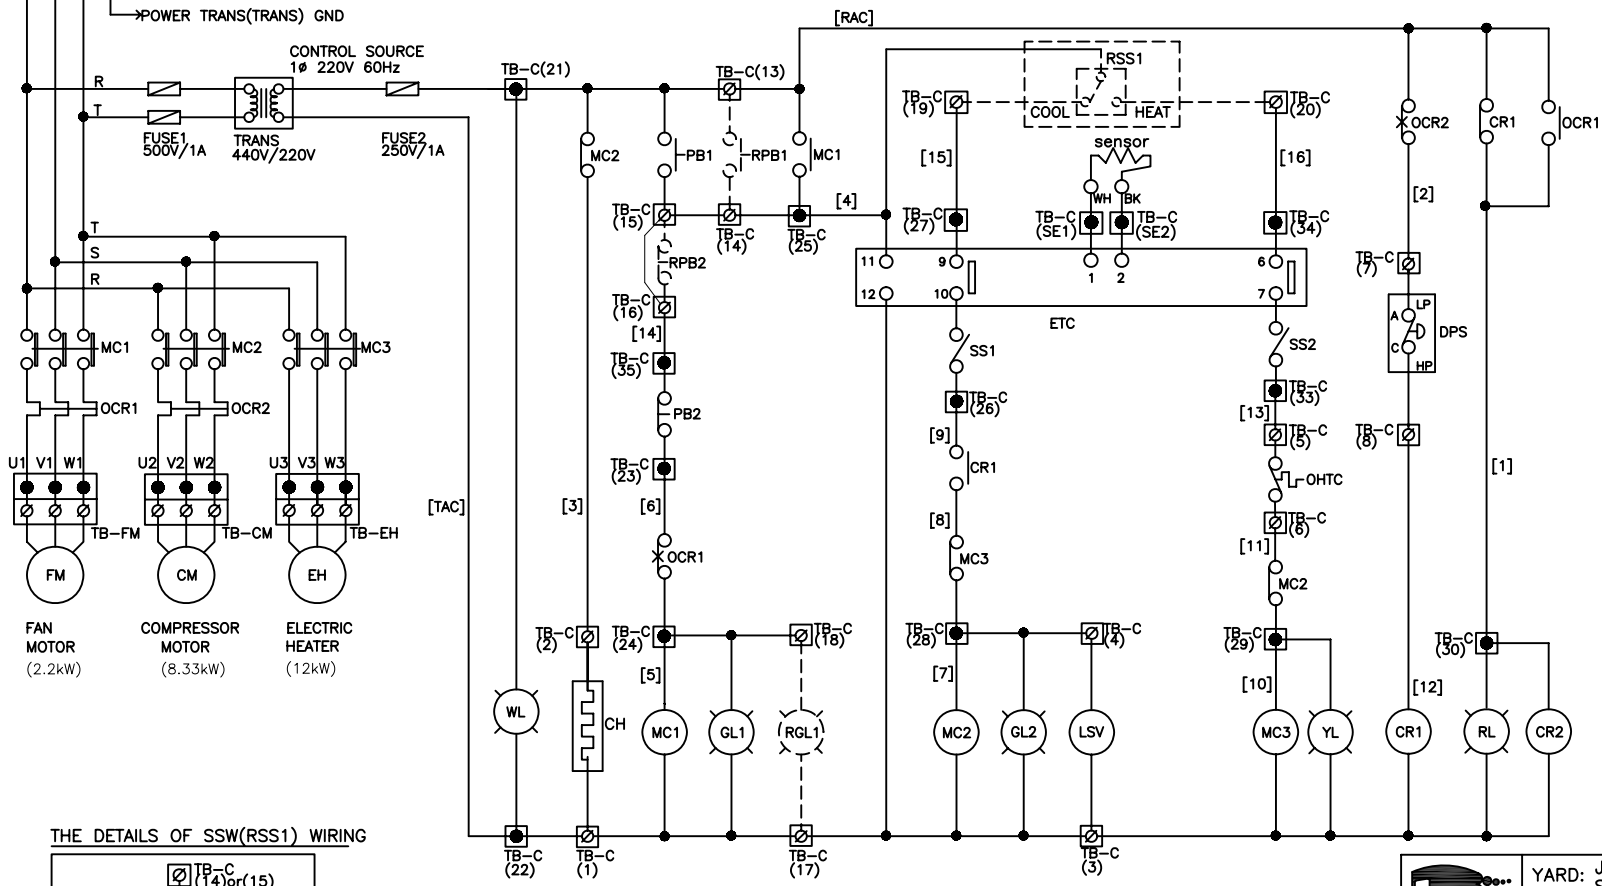 POWER TRANS(TRANS) GND
[RAC]
CONTROL SOURCE
1ø 220V 60Hz
R
T
FUSE1
500V/1A
TRANS
440V/220V
FUSE2
250V/1A
TB-C(21)
TB-C(13)
MC2
PB1
RPB1
MC1
TB-C
(19)
RSS1
COOL
HEAT
TB-C
(20)
OCR2
CR1
OCR1
sensor
[15]
[16]
WH
BK
[2]
[4]
TB-C
(15)
TB-C
(14)
TB-C
(25)
TB-C
(27)
TB-C
(SE1)
TB-C
(SE2)
TB-C
(34)
T
S
R
RPB2
11
9
1
2
6
12
10
7
ETC
TB-C
(7)
TB-C
(16)
[14]
LP
A
DPS
C
HP
MC1
MC2
MC3
SS1
SS2
TB-C
(35)
TB-C
(26)
TB-C
(33)
OCR1
OCR2
PB2
[13]
[9]
TB-C
(5)
TB-C
(8)
U1
V1
W1
U2
V2
W2
U3
V3
W3
TB-C
(23)
CR1
OHTC
[1]
[TAC]
[3]
[6]
[8]
TB-C
(6)
TB-FM
TB-CM
TB-EH
[11]
OCR1
MC3
FM
CM
EH
MC2
FAN
MOTOR
(2.2kW)
COMPRESSOR
MOTOR
(8.33kW)
ELECTRIC
HEATER
(12kW)
TB-C
(2)
TB-C
(24)
TB-C
(18)
TB-C
(28)
TB-C
(4)
TB-C
(29)
TB-C
(30)
[5]
[7]
[10]
[12]
WL
CH
MC1
GL1
RGL1
MC2
GL2
LSV
MC3
YL
CR1
RL
CR2
THE DETAILS OF SSW(RSS1) WIRING
TB-C
(22)
TB-C
(1)
TB-C
(17)
TB-C
(3)
TB-C
(14)or(15)
YARD: